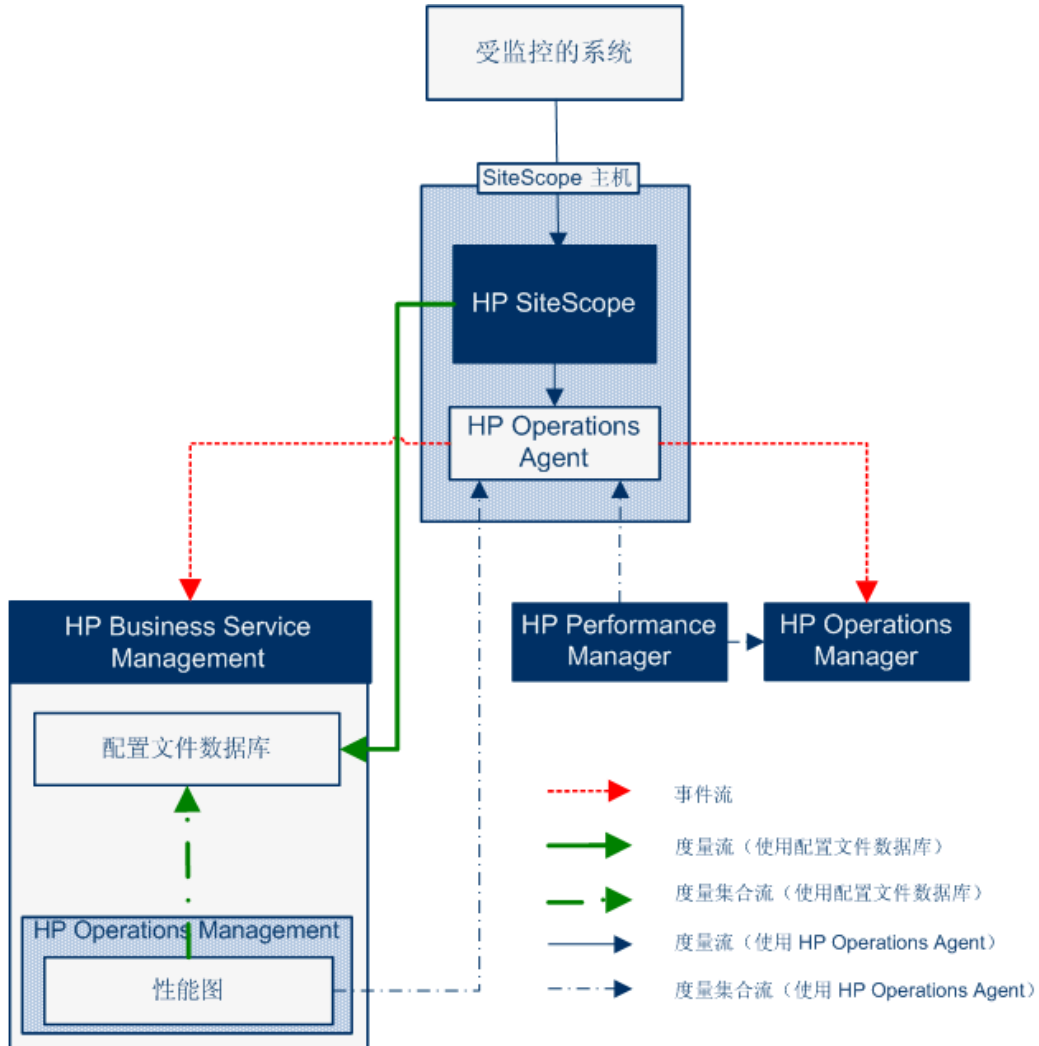 受监控的系统
SiteScope 主机
HP SiteScope
HP Operations
Agent
HP Business Service
Management
HP Performance
Manager
HP Operations
Manager
配置文件数据库
HP Operations Management
性能图
事件流
度量流（使用配置文件数据库）
度量集合流（使用配置文件数据库）
度量流（使用 HP Operations Agent）
度量集合流（使用 HP Operations Agent）